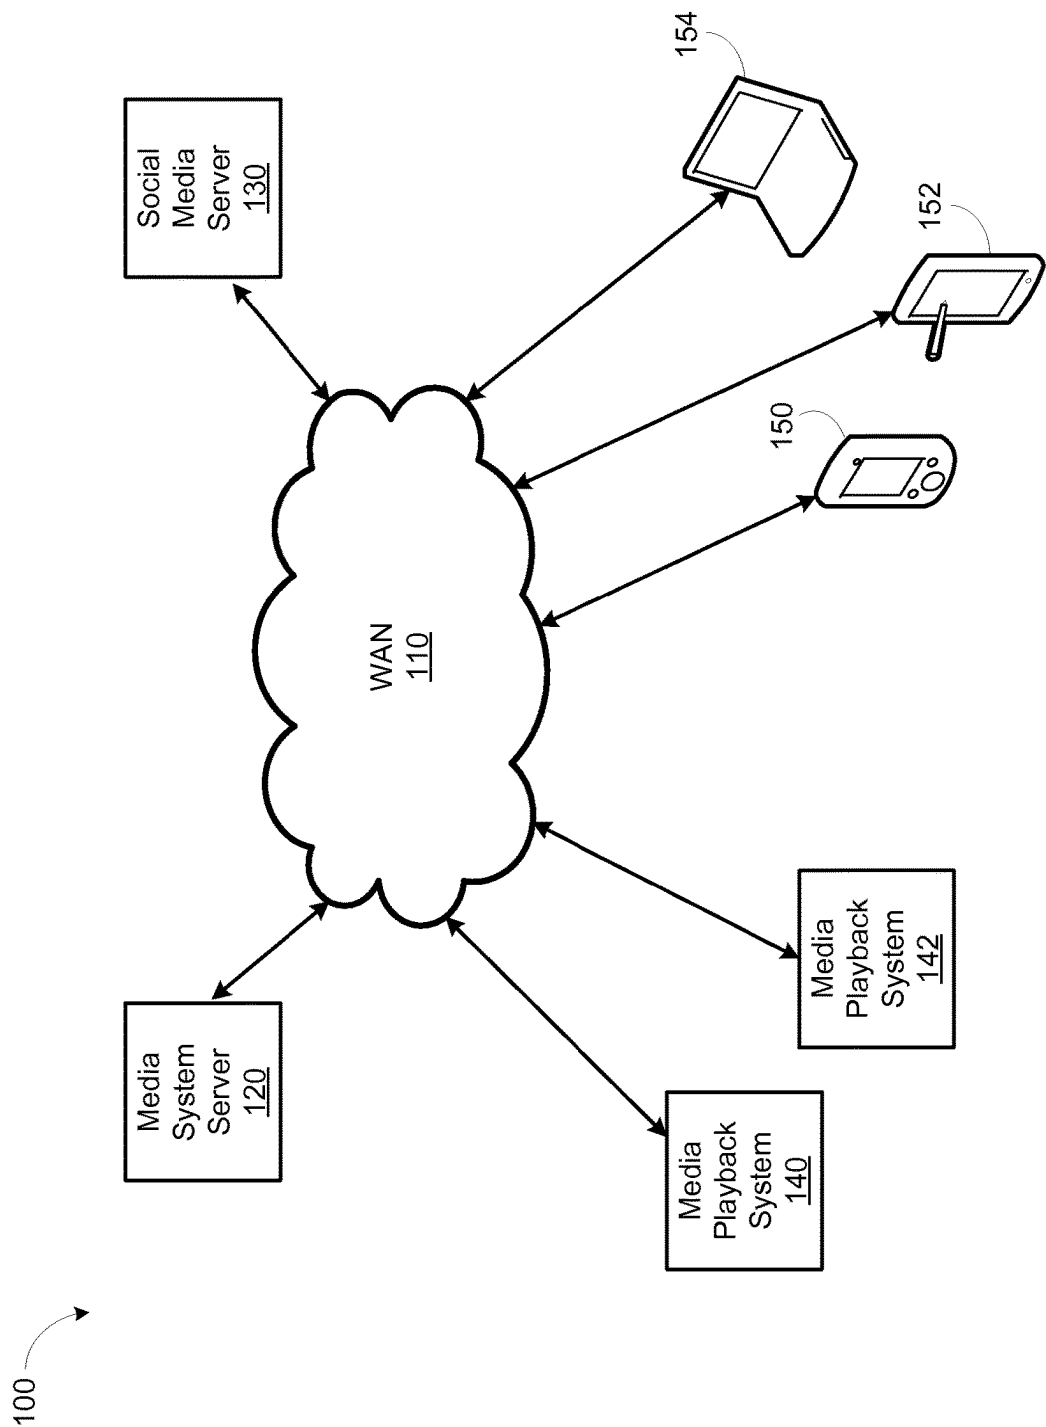 100
Media
System
Server
120
Social
Media
Server
130
WAN
110
Media
Playback
System
140
Media
Playback
System
142
150
152
154